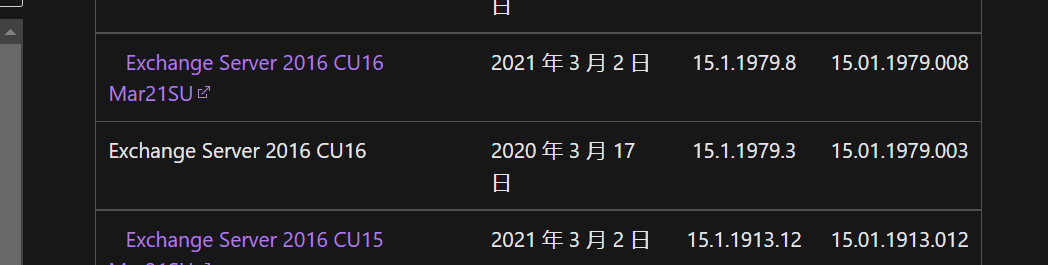 日
Exchange Server 2016 CU16 2021 年 3 月 2 日 15.1.1979.8 15.01.1979.008
Mar21SU
Exchange Server 2016 CU16 2020 年 3 月 17 15.1.1979.3 15.01.1979.003
日
Exchange Server 2016 CU15 2021 年 3 月 2 日 15.1.1913.12 15.01.1913.012